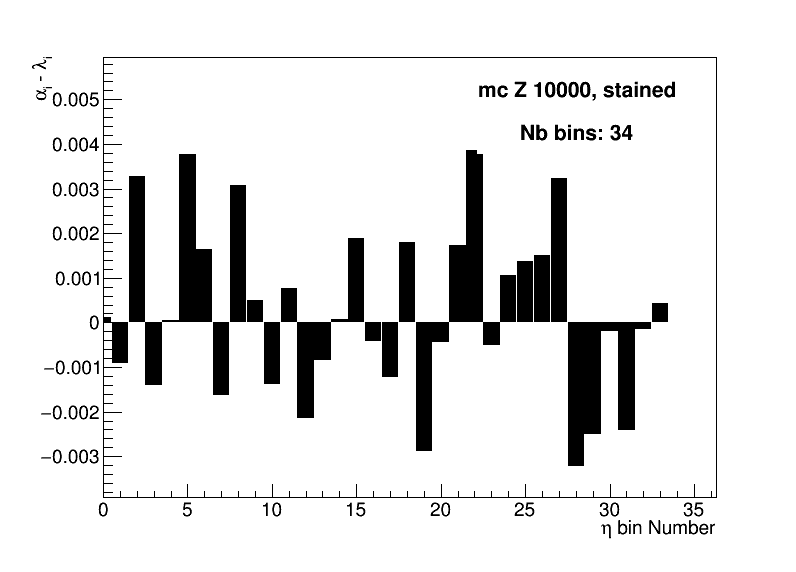 αi - λi
mc Z 10000, stained
Nb bins: 34
0.005
0.004
0.003
0.002
0.001
0
−0.001
−0.002
−0.003
0 5 10 15 20 25 30 35
η bin Number